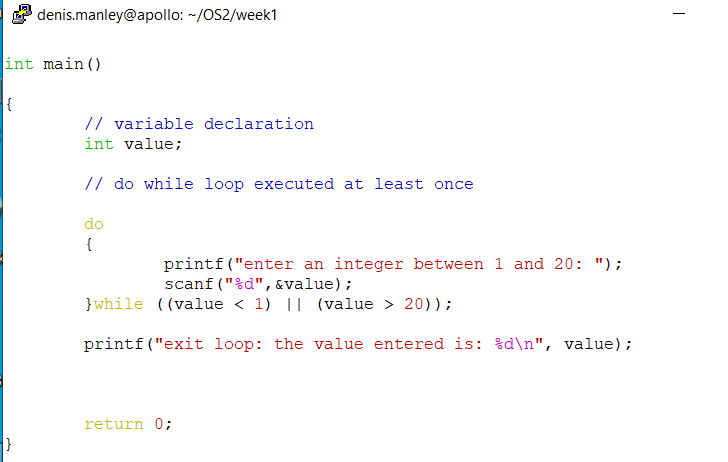 denis.manley@apollo: ~/OS2/week1
int main()
{
// variable declaration
int value;
// do while loop executed at least once
do
{
printf("enter an integer between 1 and 20: ");
scanf("%d",&value);
}while ((value < 1) || (value > 20));
printf("exit loop: the value entered is: %d\n", value);
return 0;
}